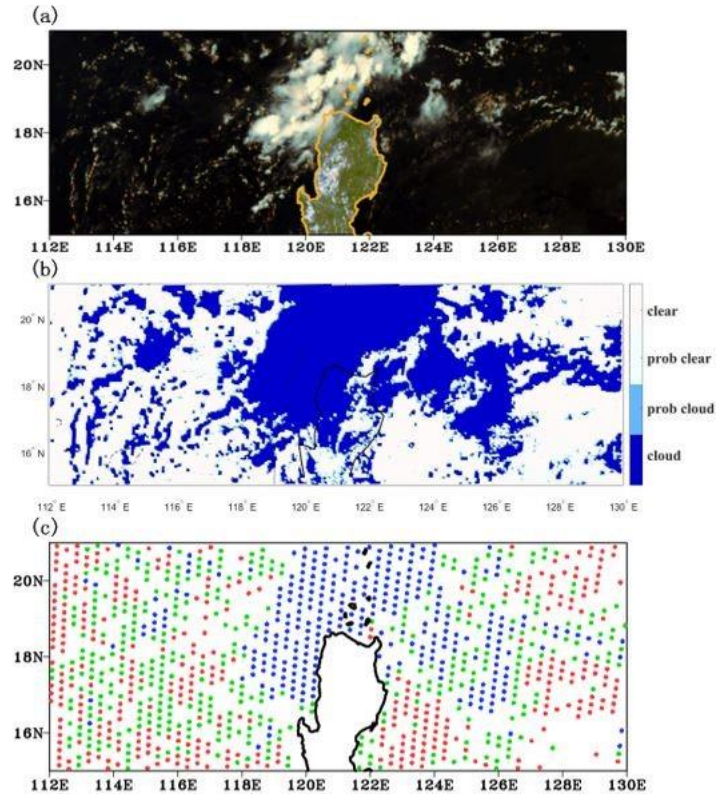 (a)
20N
18N
16N
112E 114E 116E 118E 120E 122E 124E 126E 128E 130E
(b)
20°N
18°N
16°N
clear
prob clear
prob cloud
cloud
112°E 114°E 116°E 118°E 120°E 122°E 124°E 126°E 128°E 130°E
(c)
20N
18N
16N
112E 114E 116E 118E 120E 122E 124E 126E 128E 130E